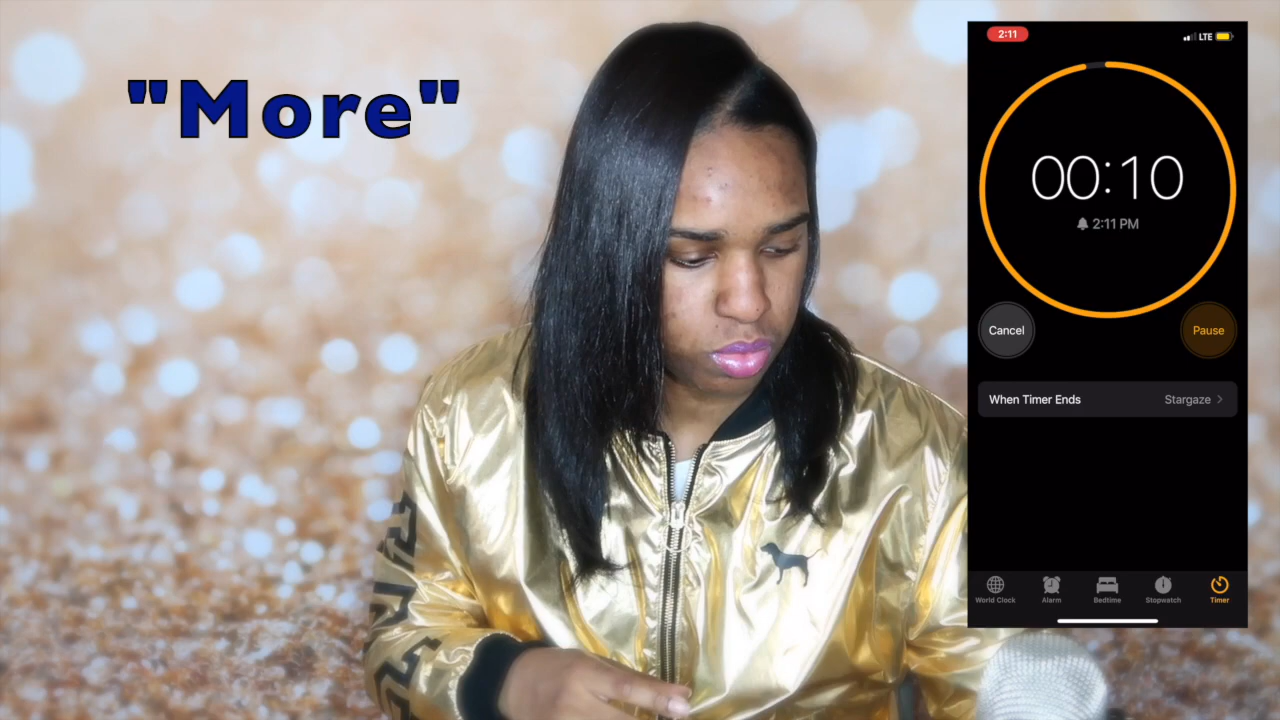 "More"
2:11
LTE
00:10
2:11 PM
Cancel
Pause
When Timer Ends
Stargaze
World Clock
Alarm
Bedtime
Stopwatch
Timer